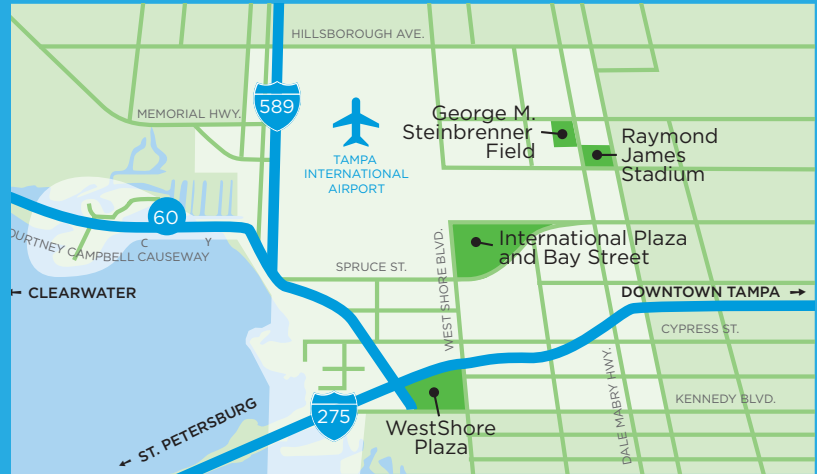 HILLSBOROUGH AVE.
589
MEMORIAL HWY.
George M.
Steinbrenner
Field
Raymond
James
Stadium
TAMPA
INTERNATIONAL
AIRPORT
60
OURTNEY CAMPBELL CAUSEWAY
C Y
WEST SHORE BLVD.
International Plaza
and Bay Street
SPRUCE ST.
CLEARWATER
DOWNTOWN TAMPA
CYPRESS ST.
DALE MABRY HWY.
KENNEDY BLVD.
275
ST. PETERSBURG
WestShore
Plaza